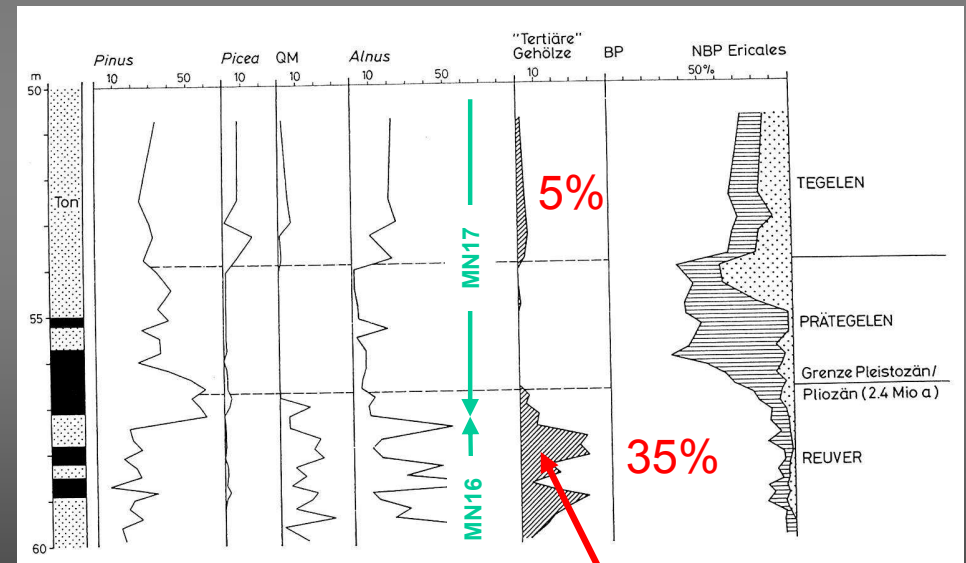 "Tertiäre"
Pinus Picea QM Alnus Gehölze BP NBP Ericales
m 10 50 10 10 10 50 10 50%
50
Ton
5%
TEGELEN
MN17
55
PRÄTEGELEN
Grenze Pleistozän/
Pliozän (2.4 Mio a)
35%
REUVER
MN16
60